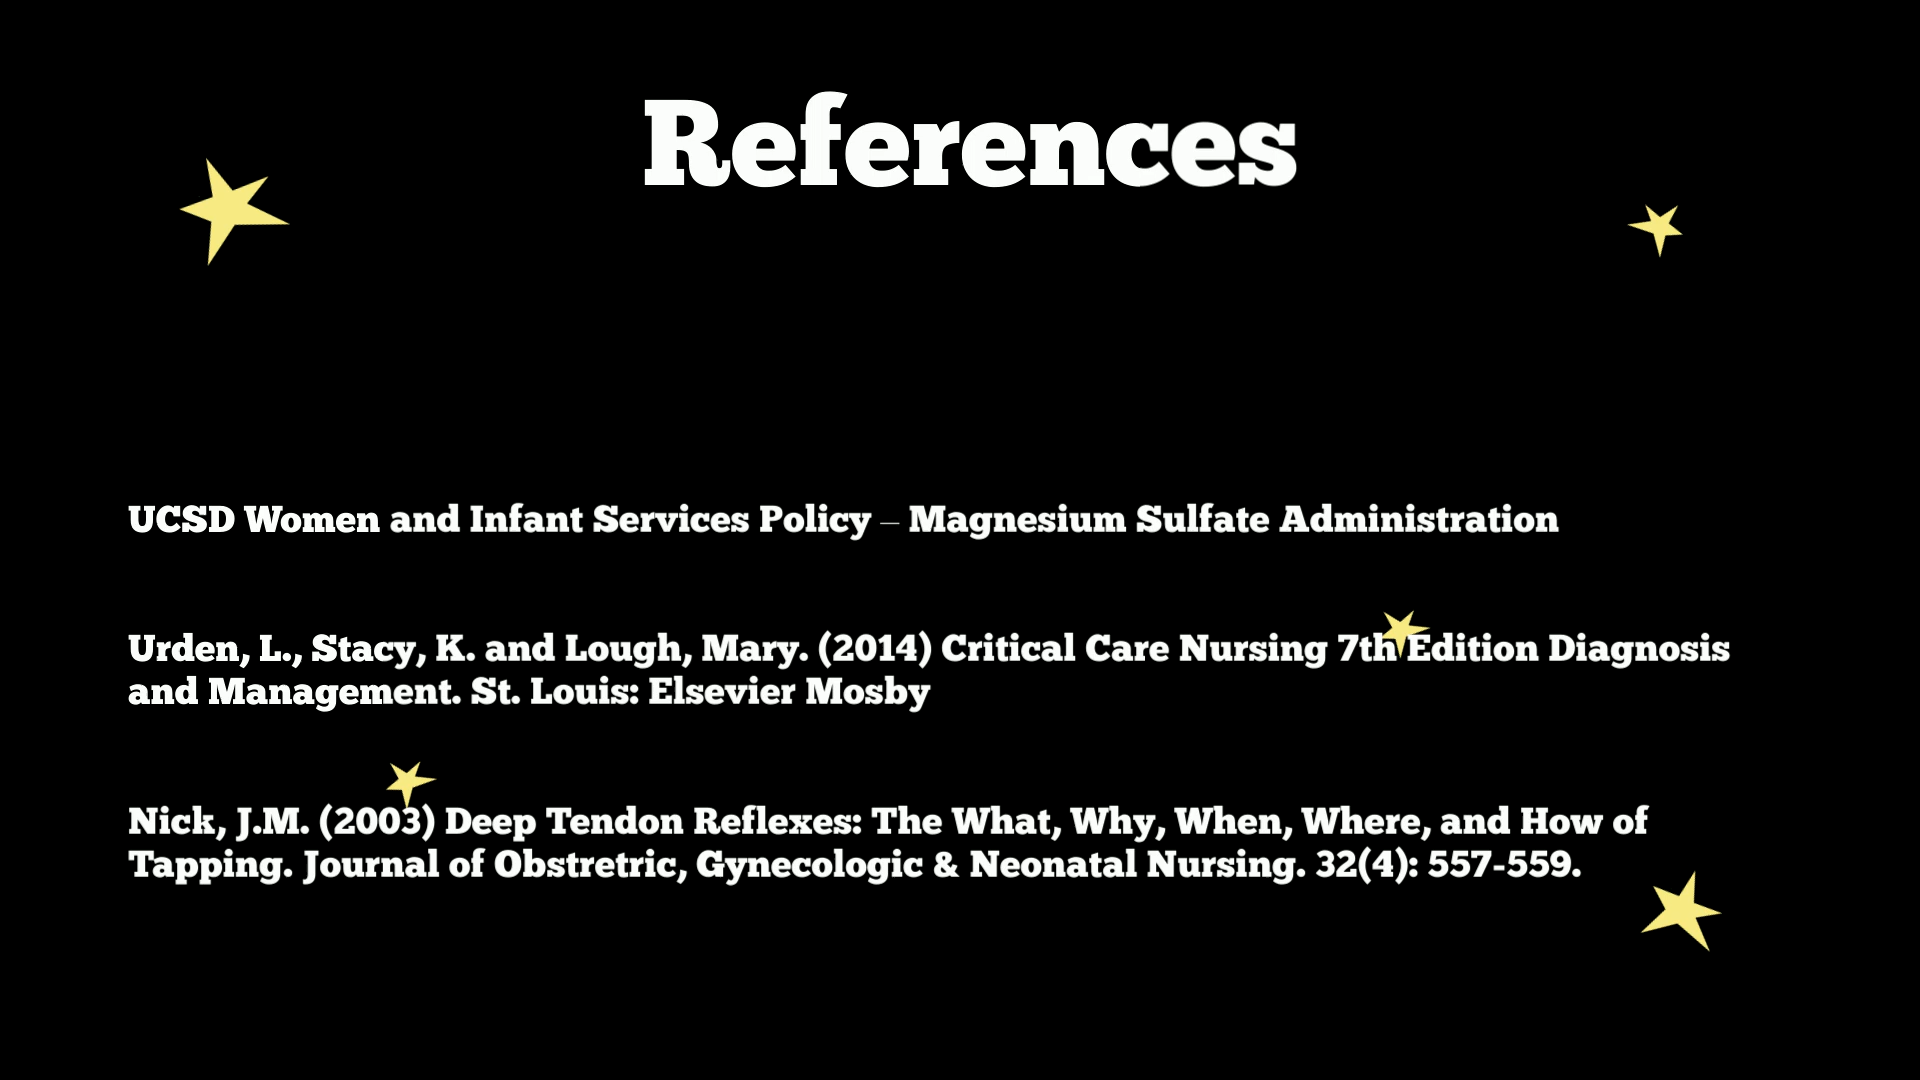 References
UCSD Women and Infant Services Policy – Magnesium Sulfate Administration
Urden, L., Stacy, K. and Lough, Mary. (2014) Critical Care Nursing 7th Edition Diagnosis
and Management. St. Louis: Elsevier Mosby
Nick, J.M. (2003) Deep Tendon Reflexes: The What, Why, When, Where, and How of
Tapping. Journal of Obstretric, Gynecologic & Neonatal Nursing. 32(4): 557-559.